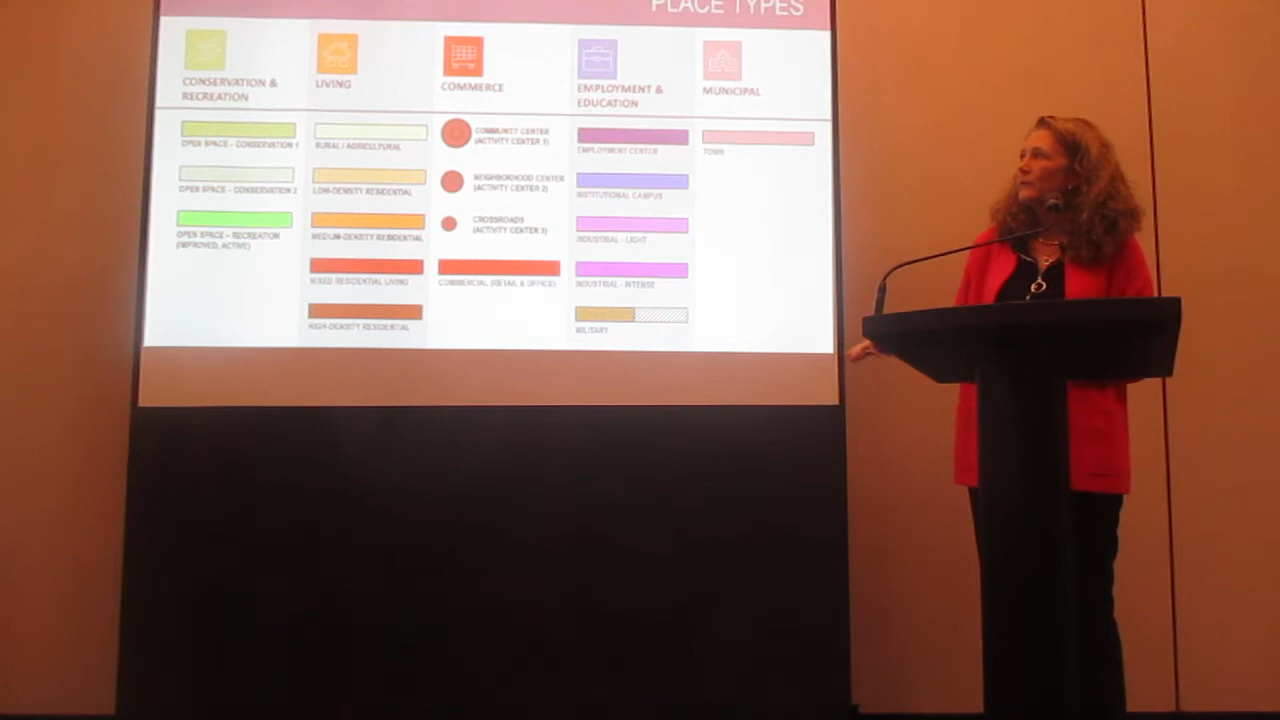 PLACE TYPES
CONSERVATION &
RECREATION
LIVING
COMMERCE
EMPLOYMENT &
EDUCATION
MUNICIPAL
OPEN SPACE - CONSERVATION 1
OPEN SPACE - CONSERVATION 2
OPEN SPACE - RECREATION
(IMPROVED, ACTIVE)
RURAL / AGRICULTURAL
LOW-DENSITY RESIDENTIAL
MEDIUM-DENSITY RESIDENTIAL
MIXED RESIDENTIAL LIVING
HIGH-DENSITY RESIDENTIAL
COMMUNITY CENTER
(ACTIVITY CENTER 1)
NEIGHBORHOOD CENTER
(ACTIVITY CENTER 2)
CROSSROADS
(ACTIVITY CENTER 3)
COMMERCIAL (RETAIL & OFFICE)
EMPLOYMENT CENTER
INSTITUTIONAL CAMPUS
INDUSTRIAL - LIGHT
INDUSTRIAL - INTENSE
MILITARY
TOWN